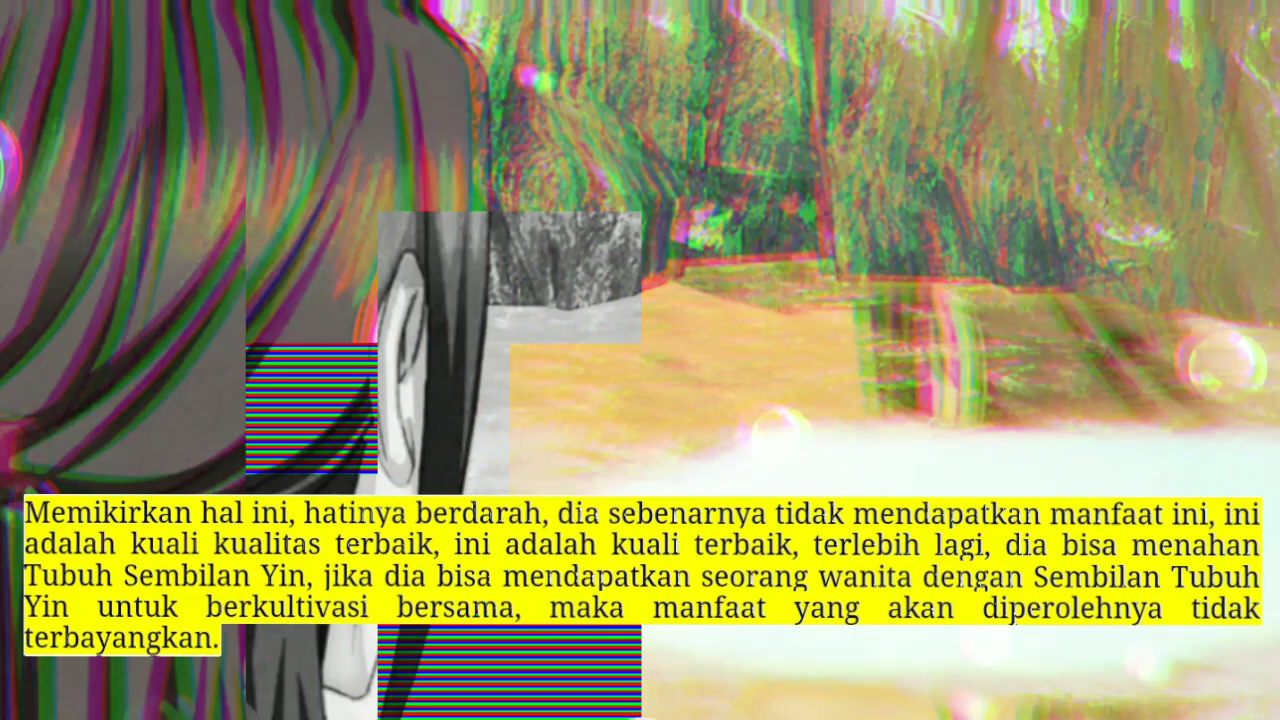 Memikirkan hal ini, hatinya berdarah, dia sebenarnya tidak mendapatkan manfaat ini, ini
adalah kuali kualitas terbaik, ini adalah kuali terbaik, terlebih lagi, dia bisa menahan
Tubuh Sembilan Yin, jika dia bisa mendapatkan seorang wanita dengan Sembilan Tubuh
Yin untuk berkultivasi bersama, maka manfaat yang akan diperolehnya tidak
terbayangkan.